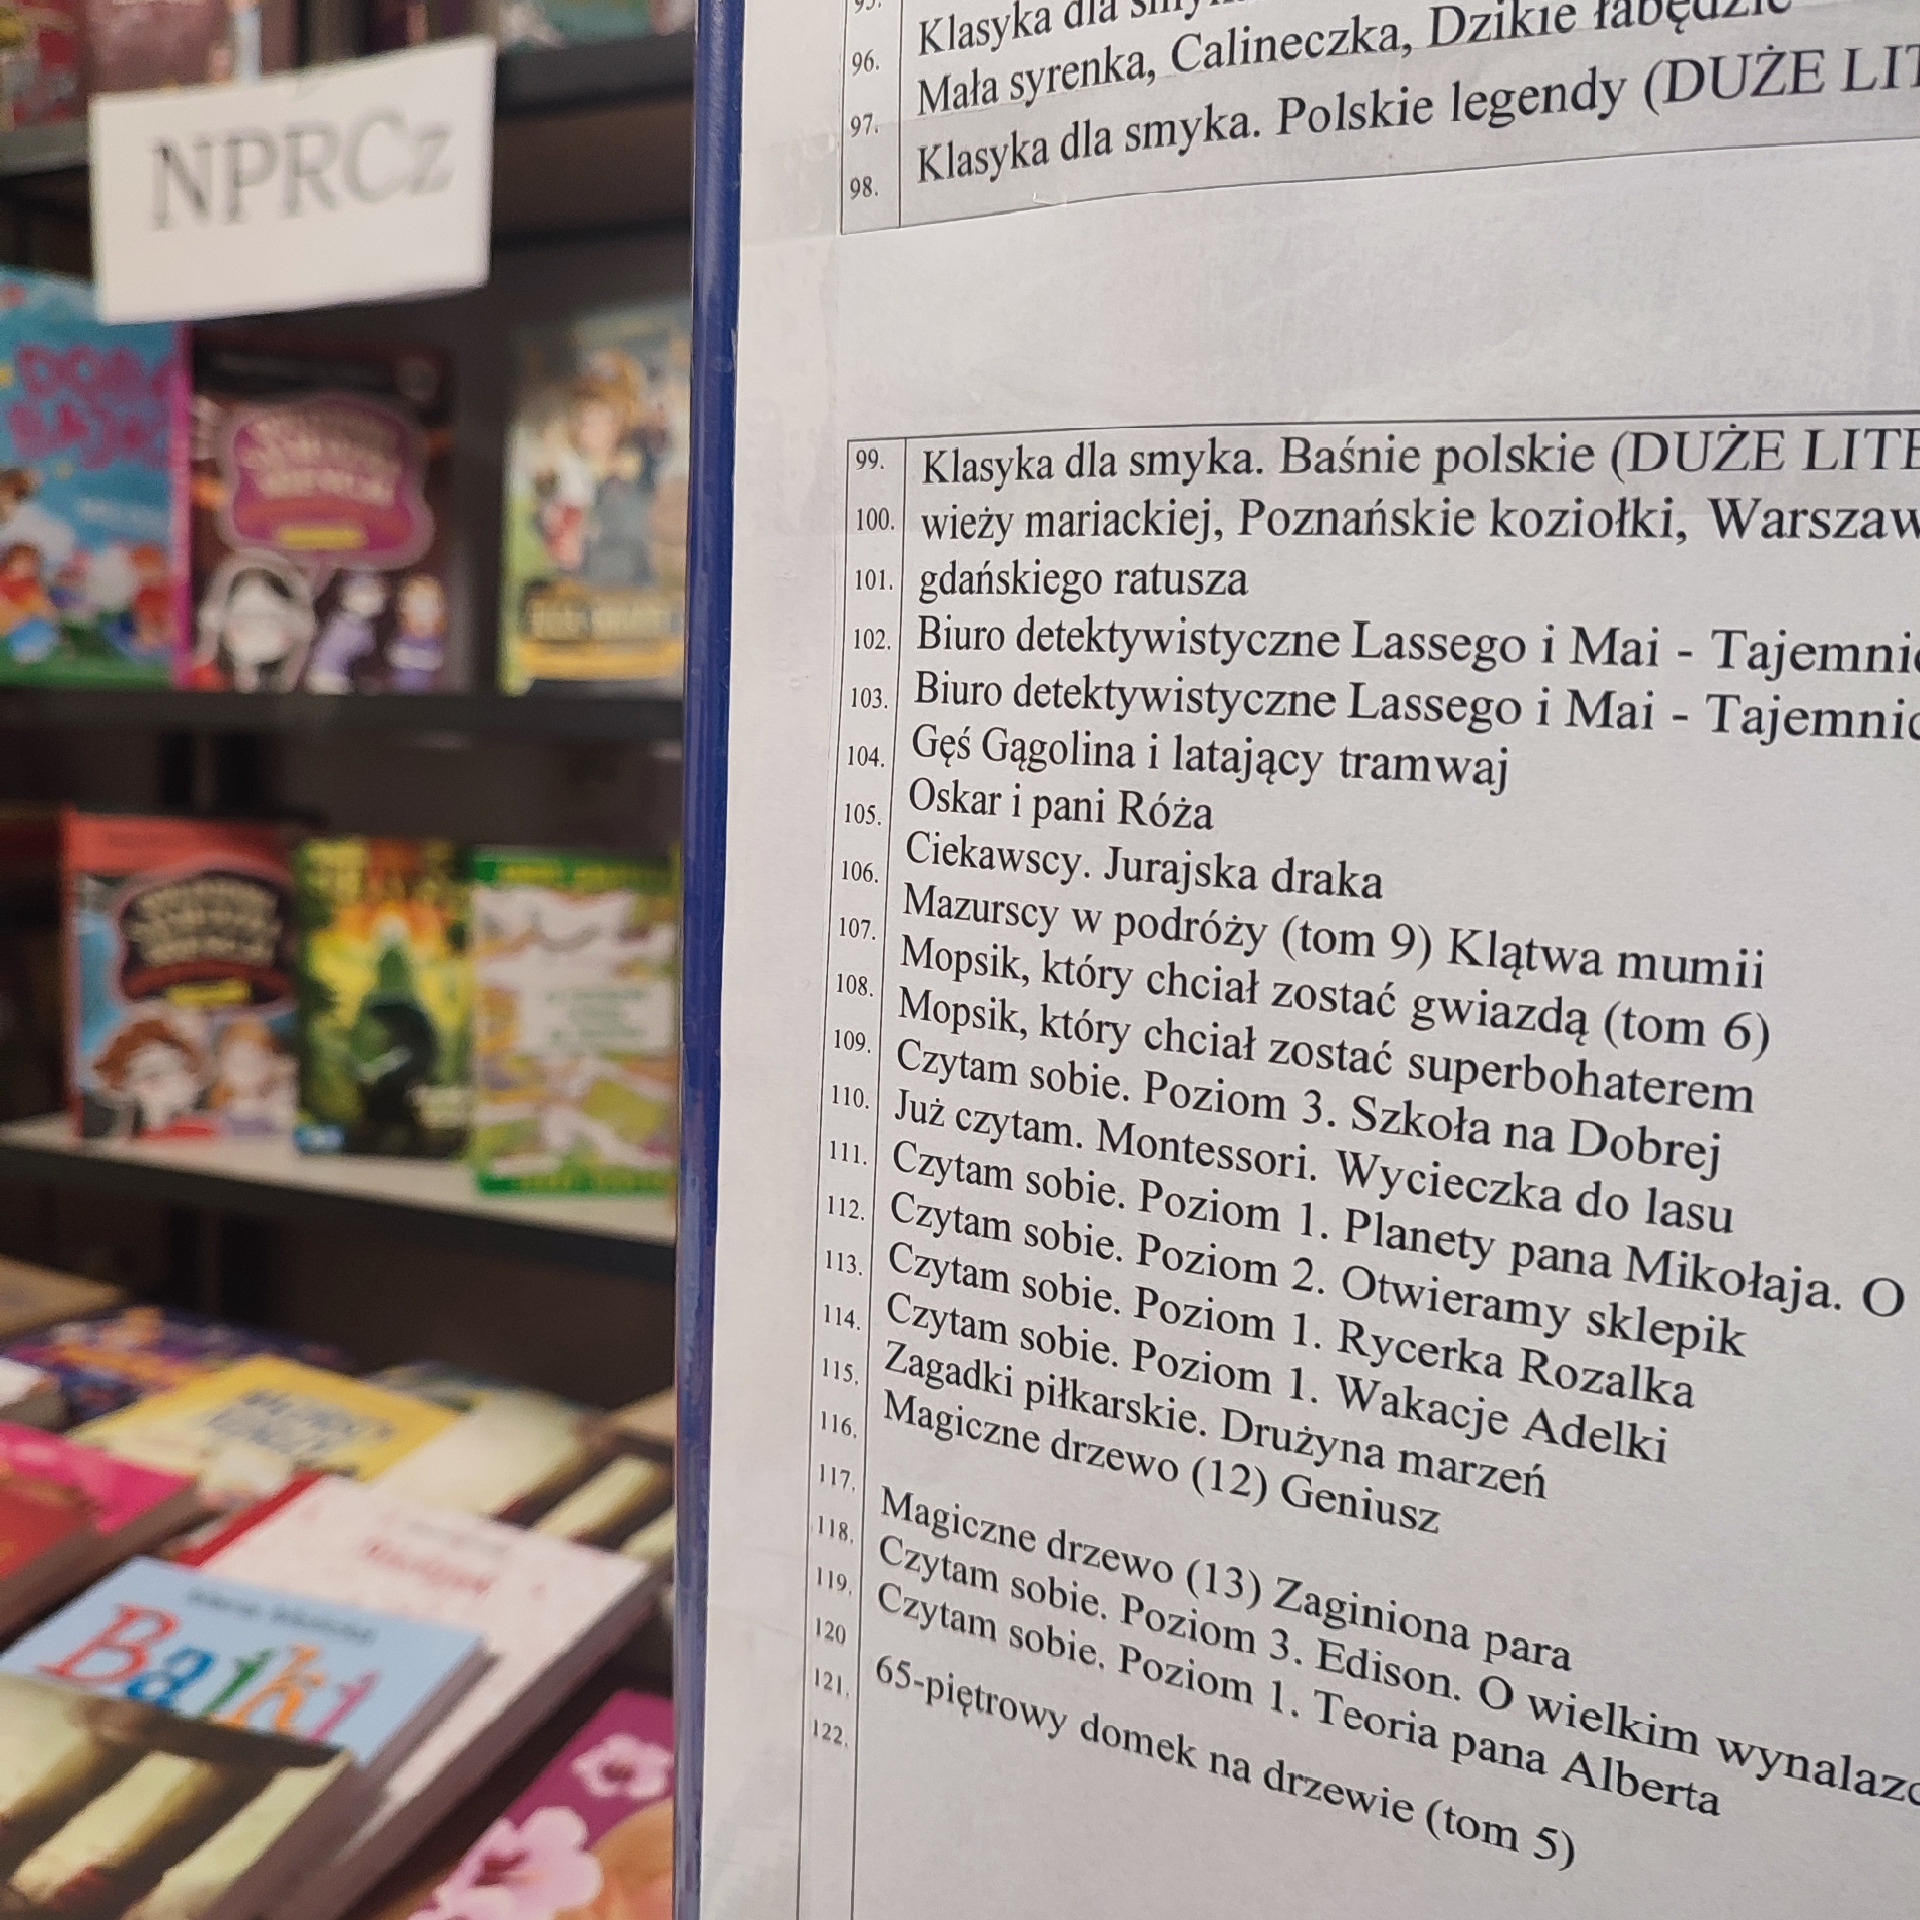 NPRCz
Bajki
95.
96.
97.
98.
Klasyka dla
Mała syrenka, Calineczka, Dzikie łabędzie
Klasyka dla smyka. Polskie legendy (DUŻE LIT
99. Klasyka dla smyka. Baśnie polskie (DUŻE LITE
100. wieży mariackiej, Poznańskie koziołki, Warszaw
101. gdańskiego ratusza
102. Biuro detektywistyczne Lassego i Mai - Tajemnic
103. Biuro detektywistyczne Lassego i Mai - Tajemnic
104. Gęś Gągolina i latający tramwaj
105. Oskar i pani Róża
106. Ciekawscy. Jurajska draka
107. Mazurscy w podróży (tom 9) Klątwa mumii
108. Mopsik, który chciał zostać gwiazdą (tom 6)
109. Mopsik, który chciał zostać superbohaterem
110. Czytam sobie. Poziom 3. Szkoła na Dobrej
111. Już czytam. Montessori. Wycieczka do lasu
112. Czytam sobie. Poziom 1. Planety pana Mikołaja. O
113. Czytam sobie. Poziom 2. Otwieramy sklepik
114. Czytam sobie. Poziom 1. Rycerka Rozalka
115. Czytam sobie. Poziom 1. Wakacje Adelki
116. Zagadki piłkarskie. Drużyna marzeń
117. Magiczne drzewo (12) Geniusz
118. Magiczne drzewo (13) Zaginiona para
119. Czytam sobie. Poziom 3. Edison. O wielkim wynalazc
120 Czytam sobie. Poziom 1. Teoria pana Alberta
121. 65-piętrowy domek na drzewie (tom 5)
122.